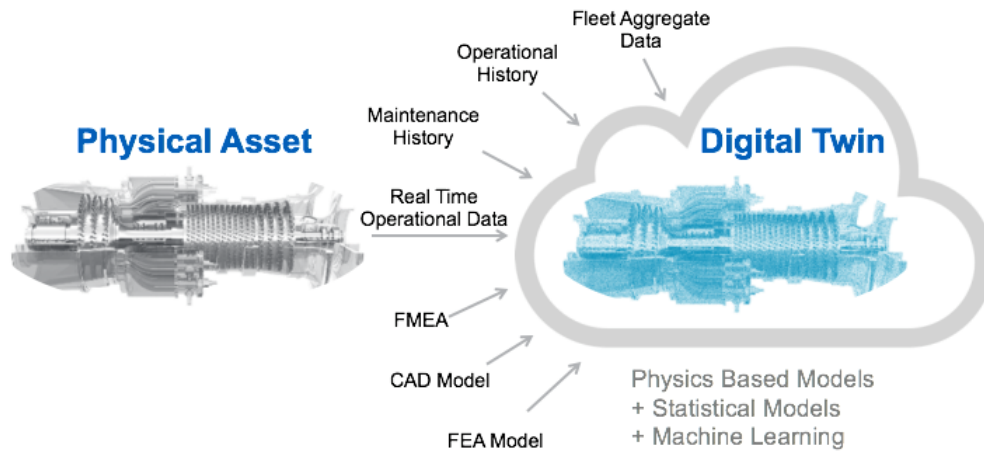 Fleet Aggregate
Data
Operational
History
Maintenance
History
Physical Asset
Digital Twin
Real Time
Operational Data
FMEA
CAD Model
FEA Model
Physics Based Models
+ Statistical Models
+ Machine Learning